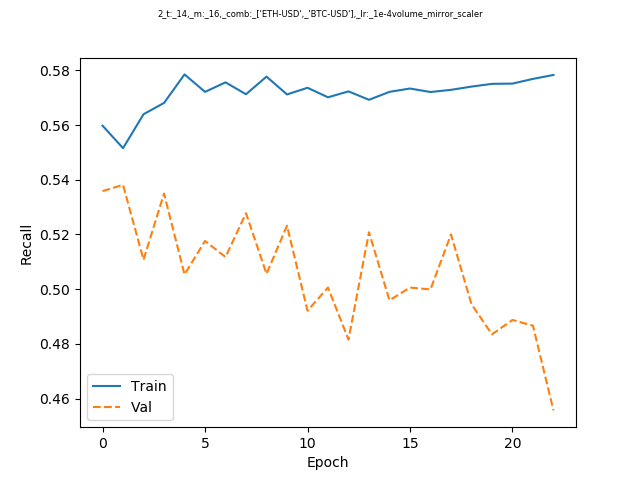 2_t:_14,_m:_16,_comb:_['ETH-USD',_'BTC-USD'],_lr:_1e-4volume_mirror_scaler
0.58
0.56
0.54
0.52
0.50
0.48
0.46
Recall
Train
Val
0 5 10 15 20
Epoch